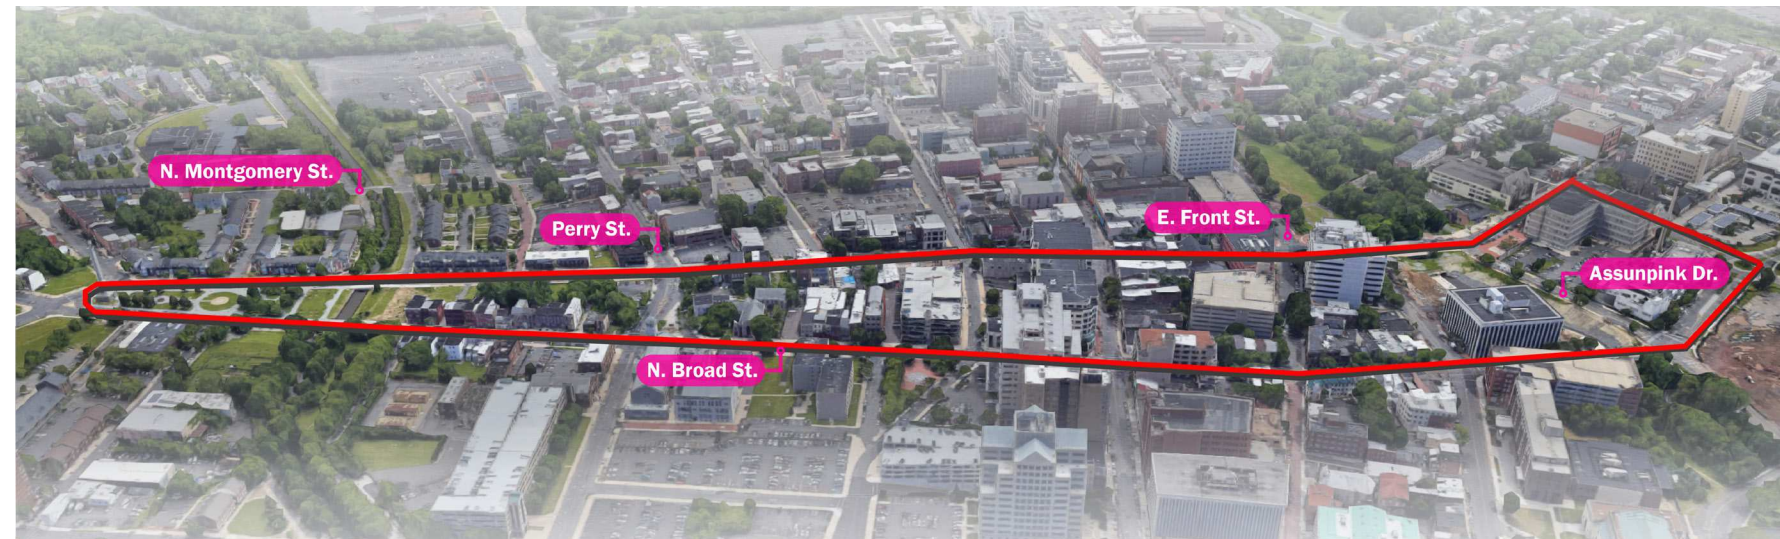 N. Montgomery St.
Perry St.
E. Front St.
Assunpink Dr.
N. Broad St.